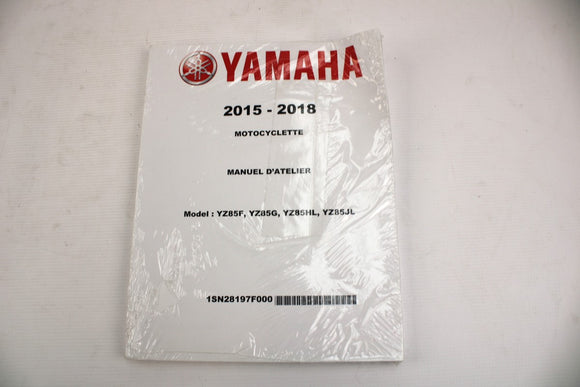 YAMAHA
2015 - 2018
MOTOCYCLETTE
MANUEL D'ATELIER
Model : YZ85F, YZ85G, YZ85HL, YZ85JL
1SN28197F000